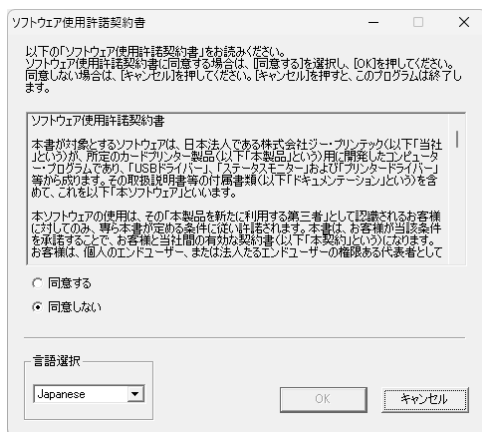 ソフトウェア使用許諾契約書
以下の「ソフトウェア使用許諾契約書」をお読みください。
ソフトウェア使用許諾契約書に同意する場合は、[同意する]を選択し、[OK]を押してください。
同意しない場合は、[キャンセル]を押してください。[キャンセル]を押すと、このプログラムは終了し
ます。
ソフトウェア使用許諾契約書
本書が対象とするソフトウェアは、日本法人である株式会社ジー・プリンテック(以下「当社
」という)が、所定のカードプリンター製品(以下「本製品」という)用に開発したコンピュータ
ー・プログラムであり、「USBドライバー」、「ステータスモニター」および「プリンタードライバー」
等から成ります。その取扱説明書等の付属書類(以下「ドキュメンテーション」という)を含
めて、これを以下「本ソフトウェア」といいます。
本ソフトウェアの使用は、その「本製品を新たに利用する第三者」として認識されるお客様
に対してのみ、専ら本書が定める条件に従い許諾されます。本書は、お客様が当該条件
を承諾することで、お客様と当社間の有効な契約書(以下「本契約」という)になります。
お客様は、個人のエンドユーザー、または法人たるエンドユーザーの権限ある代表者として
同意する
同意しない
言語選択
Japanese
OK
キャンセル